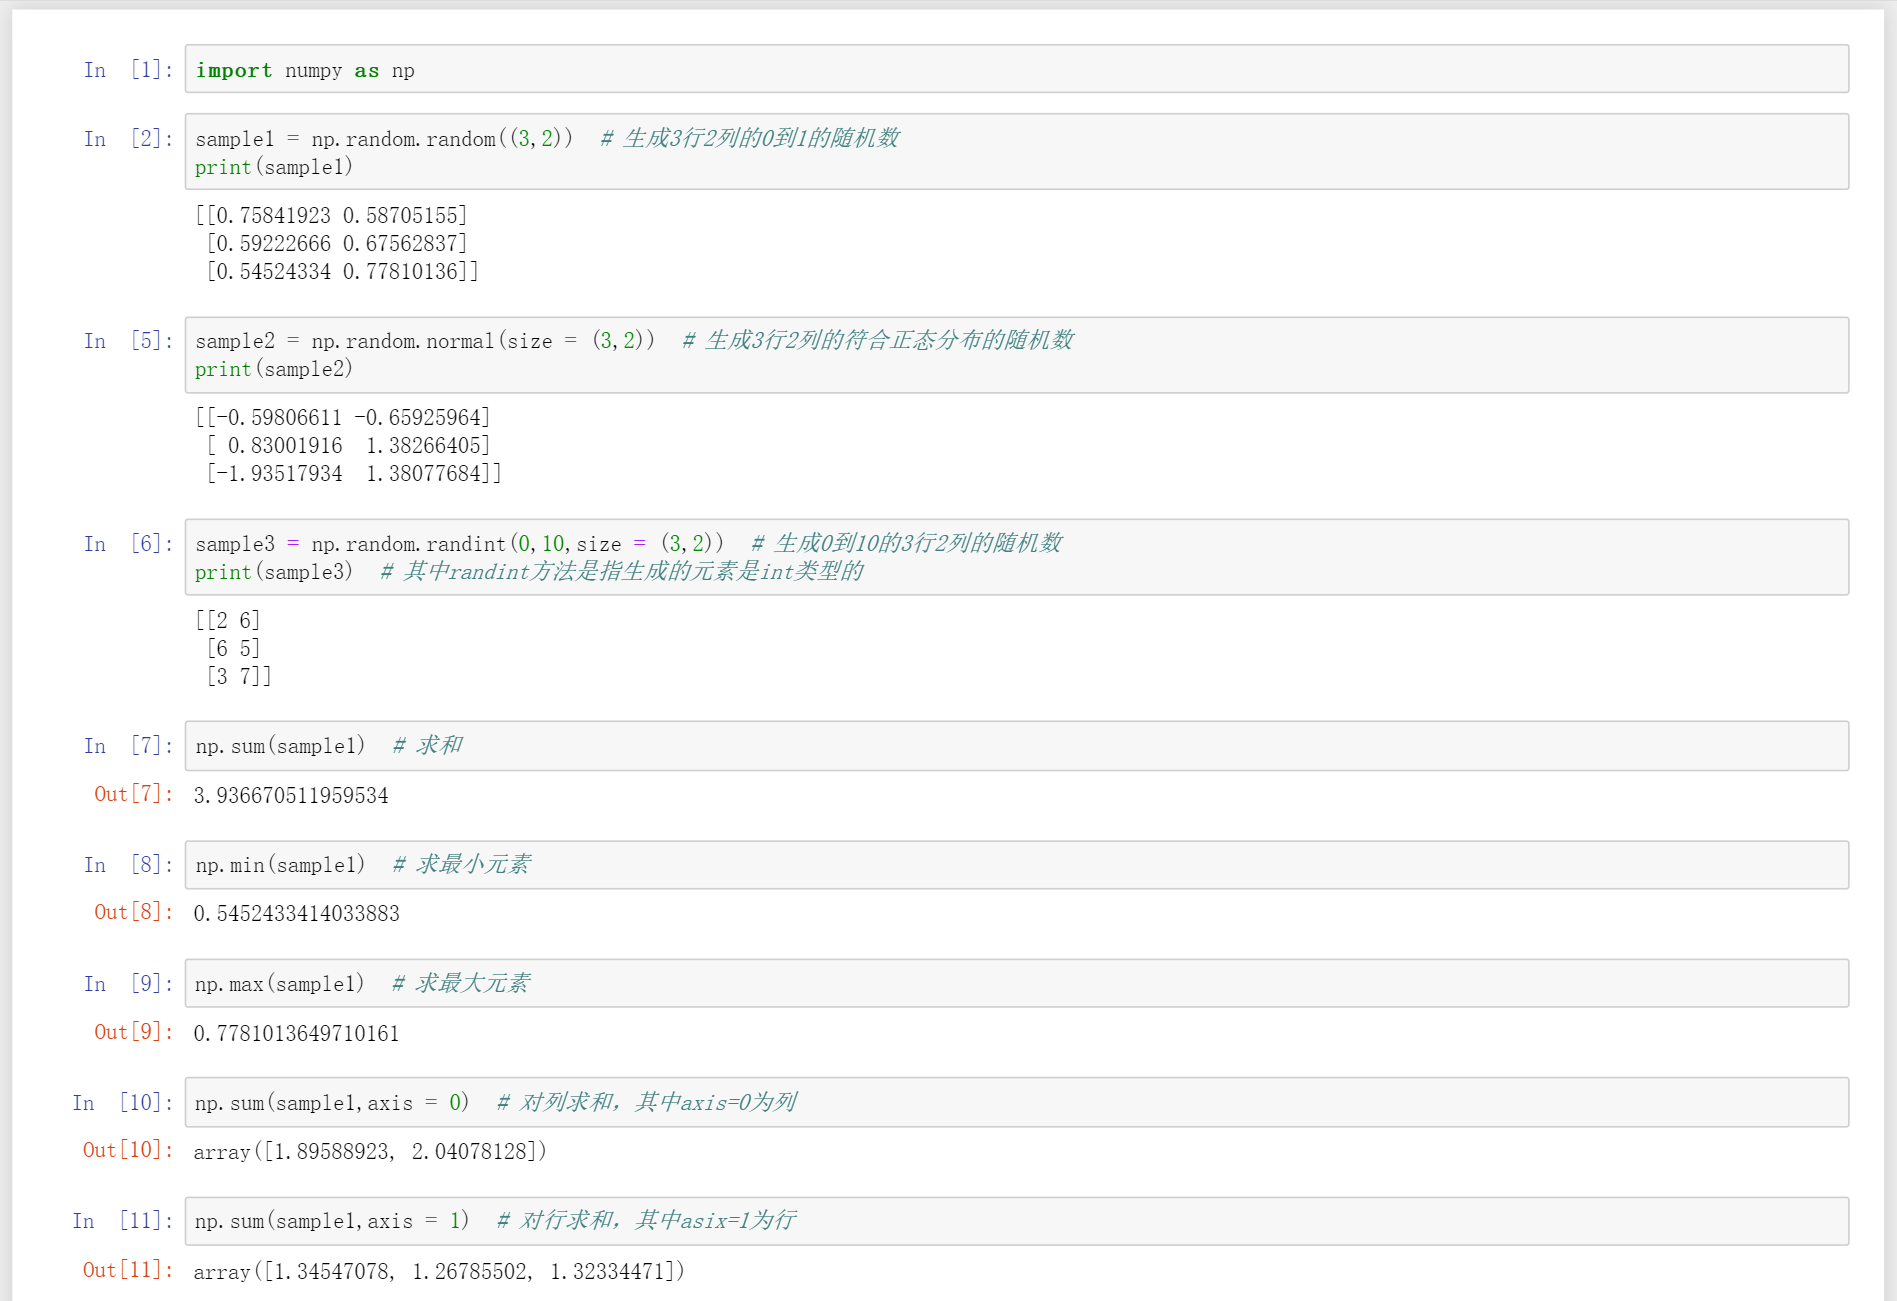 In [1]: import numpy as np
In [2]: sample1 = np.random.random((3,2))  # 生成3行2列的0到1的随机数
print(sample1)
[[0.75841923 0.58705155]
 [0.59222666 0.67562837]
 [0.54524334 0.77810136]]
In [5]: sample2 = np.random.normal(size = (3,2))  # 生成3行2列的符合正态分布的随机数
print(sample2)
[[-0.59806611 -0.65925964]
 [ 0.83001916  1.38266405]
 [-1.93517934  1.38077684]]
In [6]: sample3 = np.random.randint(0,10,size = (3,2))  # 生成0到10的3行2列的随机数
print(sample3)  # 其中randint方法是指生成的元素是int类型的
[[2 6]
 [6 5]
 [3 7]]
In [7]: np.sum(sample1)  # 求和
Out[7]: 3.936670511959534
In [8]: np.min(sample1)  # 求最小元素
Out[8]: 0.5452433414033883
In [9]: np.max(sample1)  # 求最大元素
Out[9]: 0.7781013649710161
In [10]: np.sum(sample1,axis = 0)  # 对列求和，其中axis=0为列
Out[10]: array([1.89588923, 2.04078128])
In [11]: np.sum(sample1,axis = 1)  # 对行求和，其中asix=1为行
Out[11]: array([1.34547078, 1.26785502, 1.32334471])